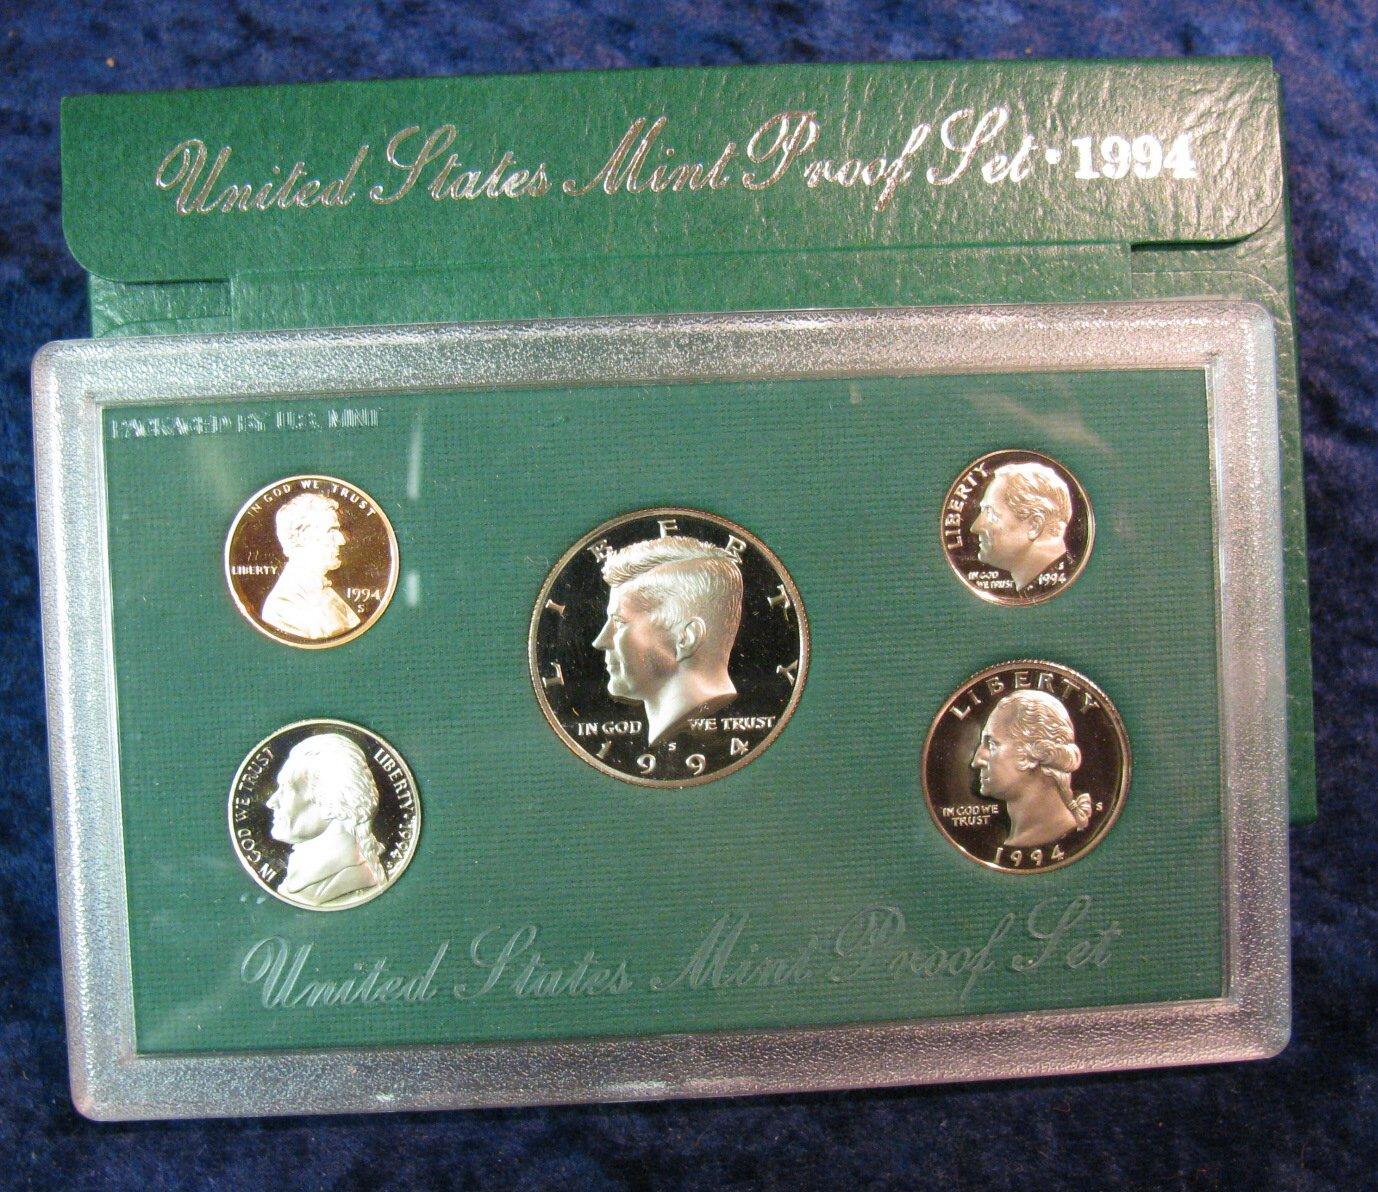 United States Mint Proof Set · 1994
PACKAGED BY U.S. MINT
IN GOD WE TRUST
LIBERTY
1994
S
LIBERTY
IN GOD WE TRUST
S
1994
LIBERTY
IN GOD
WE TRUST
S
1994
IN GOD WE TRUST
LIBERTY · 1994
S
LIBERTY
IN GOD WE
TRUST
S
1994
United States Mint Proof Set